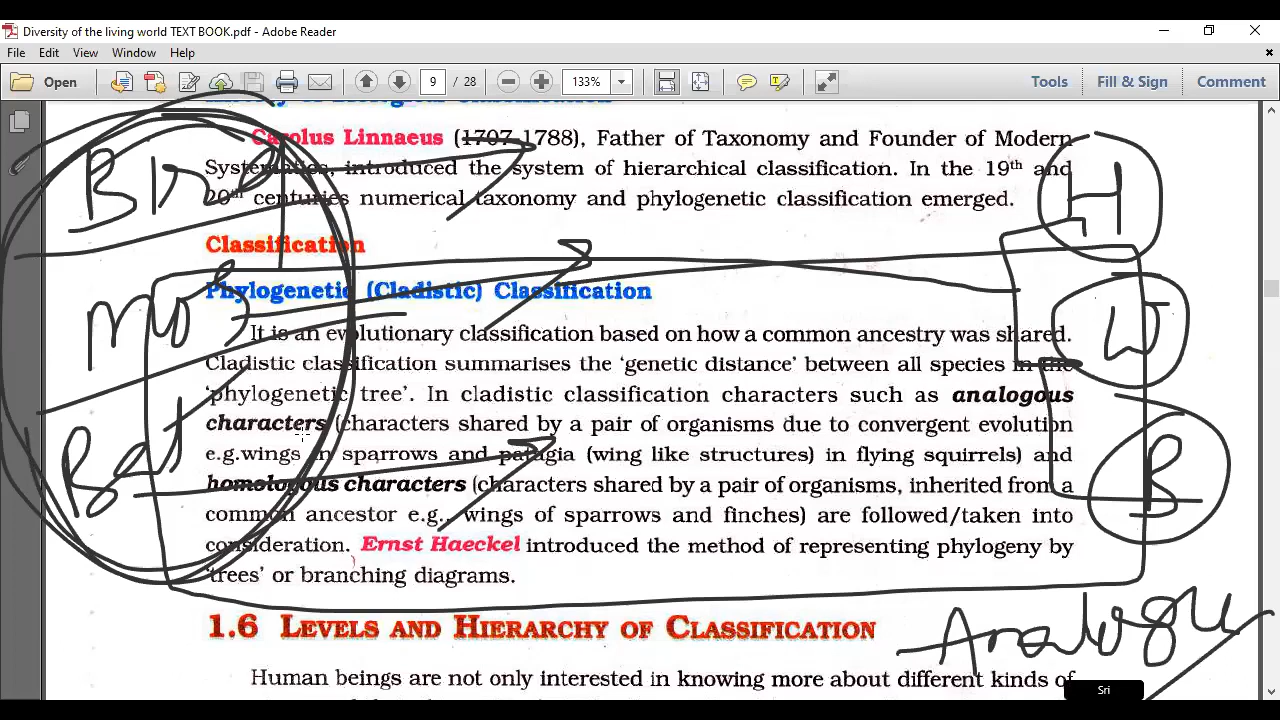 Diversity of the living world TEXT BOOK.pdf - Adobe Reader
File Edit View Window Help
Open 9 / 28 133% Tools Fill & Sign Comment
History of Biological Classification
Carolus Linnaeus (1707-1788), Father of Taxonomy and Founder of Modern
Systematics, introduced the system of hierarchical classification. In the 19th and
20th centuries numerical taxonomy and phylogenetic classification emerged.
Classification
Phylogenetic (Cladistic) Classification
It is an evolutionary classification based on how a common ancestry was shared.
Cladistic classification summarises the 'genetic distance' between all species in the
'phylogenetic tree'. In cladistic classification characters such as analogous
characters (characters shared by a pair of organisms due to convergent evolution
e.g.wings in sparrows and patagia (wing like structures) in flying squirrels) and
homologous characters (characters shared by a pair of organisms, inherited from a
common ancestor e.g., wings of sparrows and finches) are followed/taken into
consideration. Ernst Haeckel introduced the method of representing phylogeny by
'trees' or branching diagrams.
1.6 LEVELS AND HIERARCHY OF CLASSIFICATION
Human beings are not only interested in knowing more about different kinds of
Bird
Mos
Bat
H
W
B
Sri